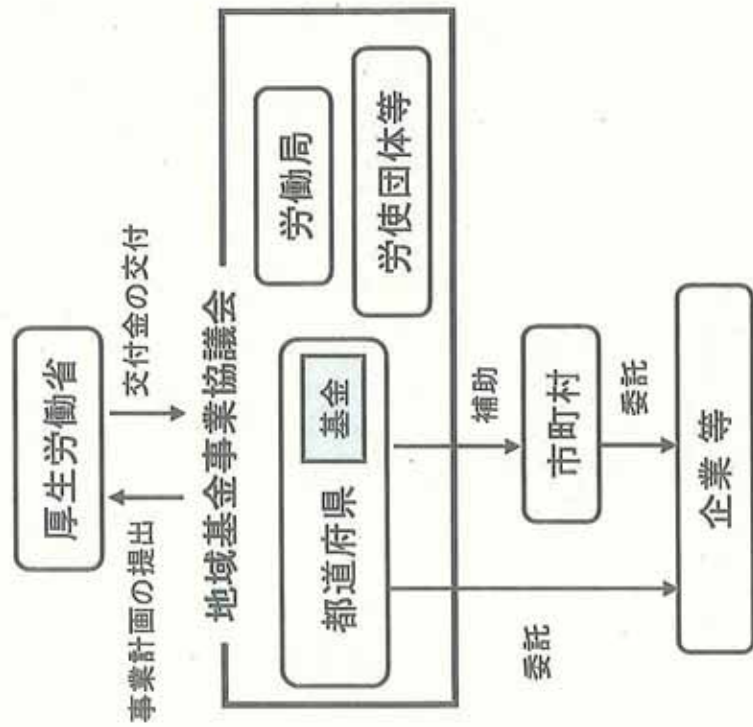 厚生労働省
事業計画の提出
交付金の交付
地域基金事業協議会
都道府県
基金
労働局
労使団体等
補助
市町村
委託
委託
企業 等